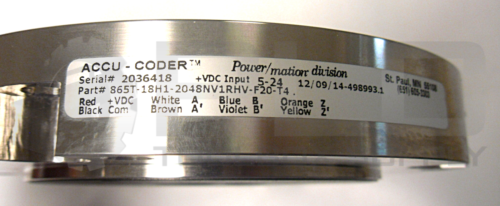 ACCU - CODER™ Power/mation division St. Paul, MN
Serial# 2036418 +VDC Input 5-24 12/09/14-498993.1
Part# 865T-18H1-2048NV1RHV-F20-T4.
Red +VDC White A Blue B Orange Z
Black Com Brown A' Violet B' Yellow Z'